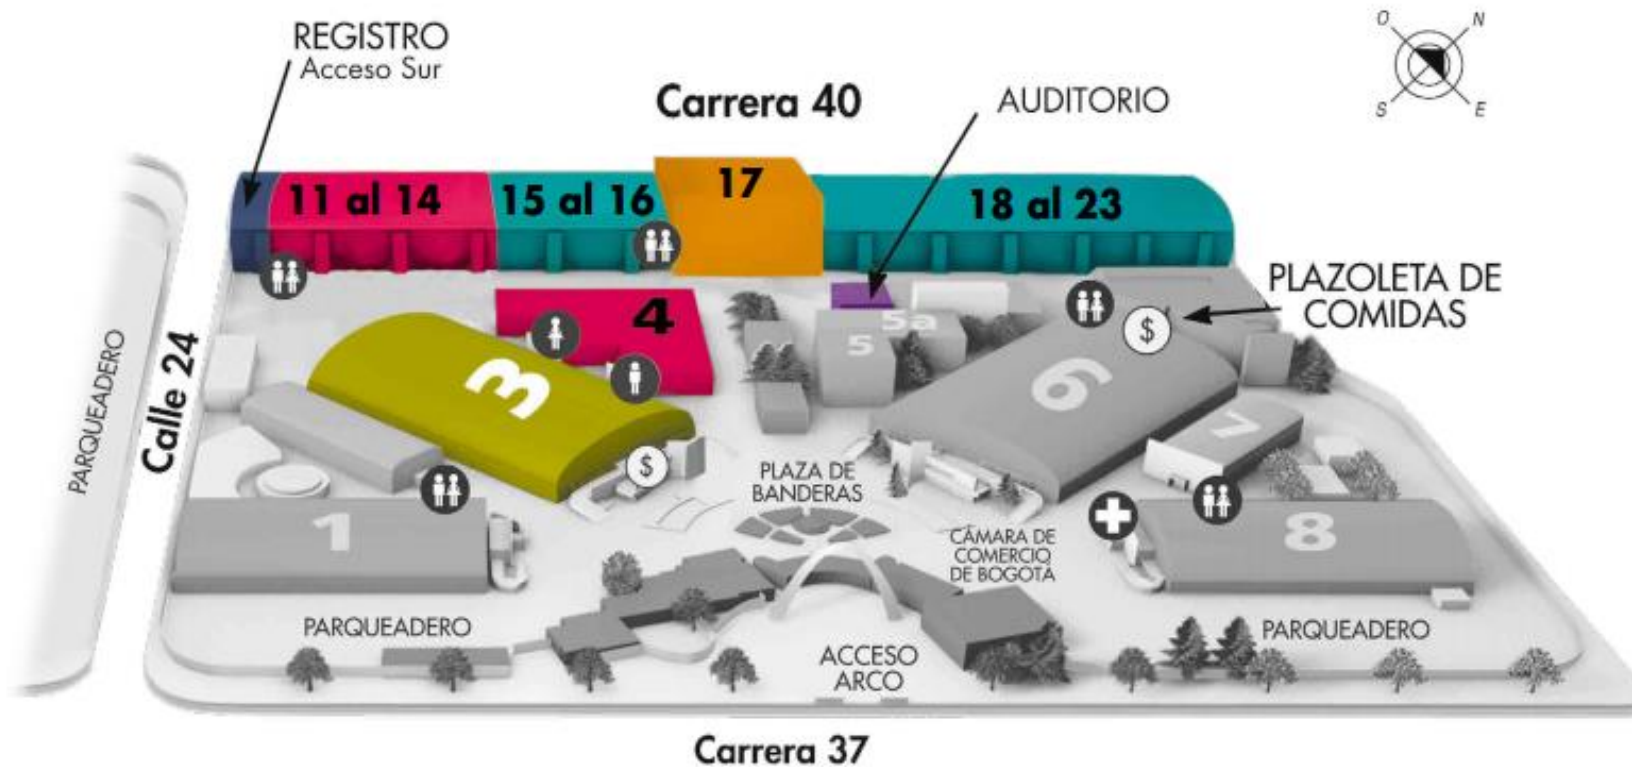 REGISTRO
Acceso Sur
Carrera 40
AUDITORIO
O
N
S
E
11 al 14
15 al 16
17
18 al 23
PLAZOLETA DE
COMIDAS
PARQUEADERO
Calle 24
4
3
5a
5
6
$
7
$
PLAZA DE
BANDERAS
1
CÁMARA DE
COMERCIO
DE BOGOTÁ
8
PARQUEADERO
PARQUEADERO
ACCESO
ARCO
Carrera 37